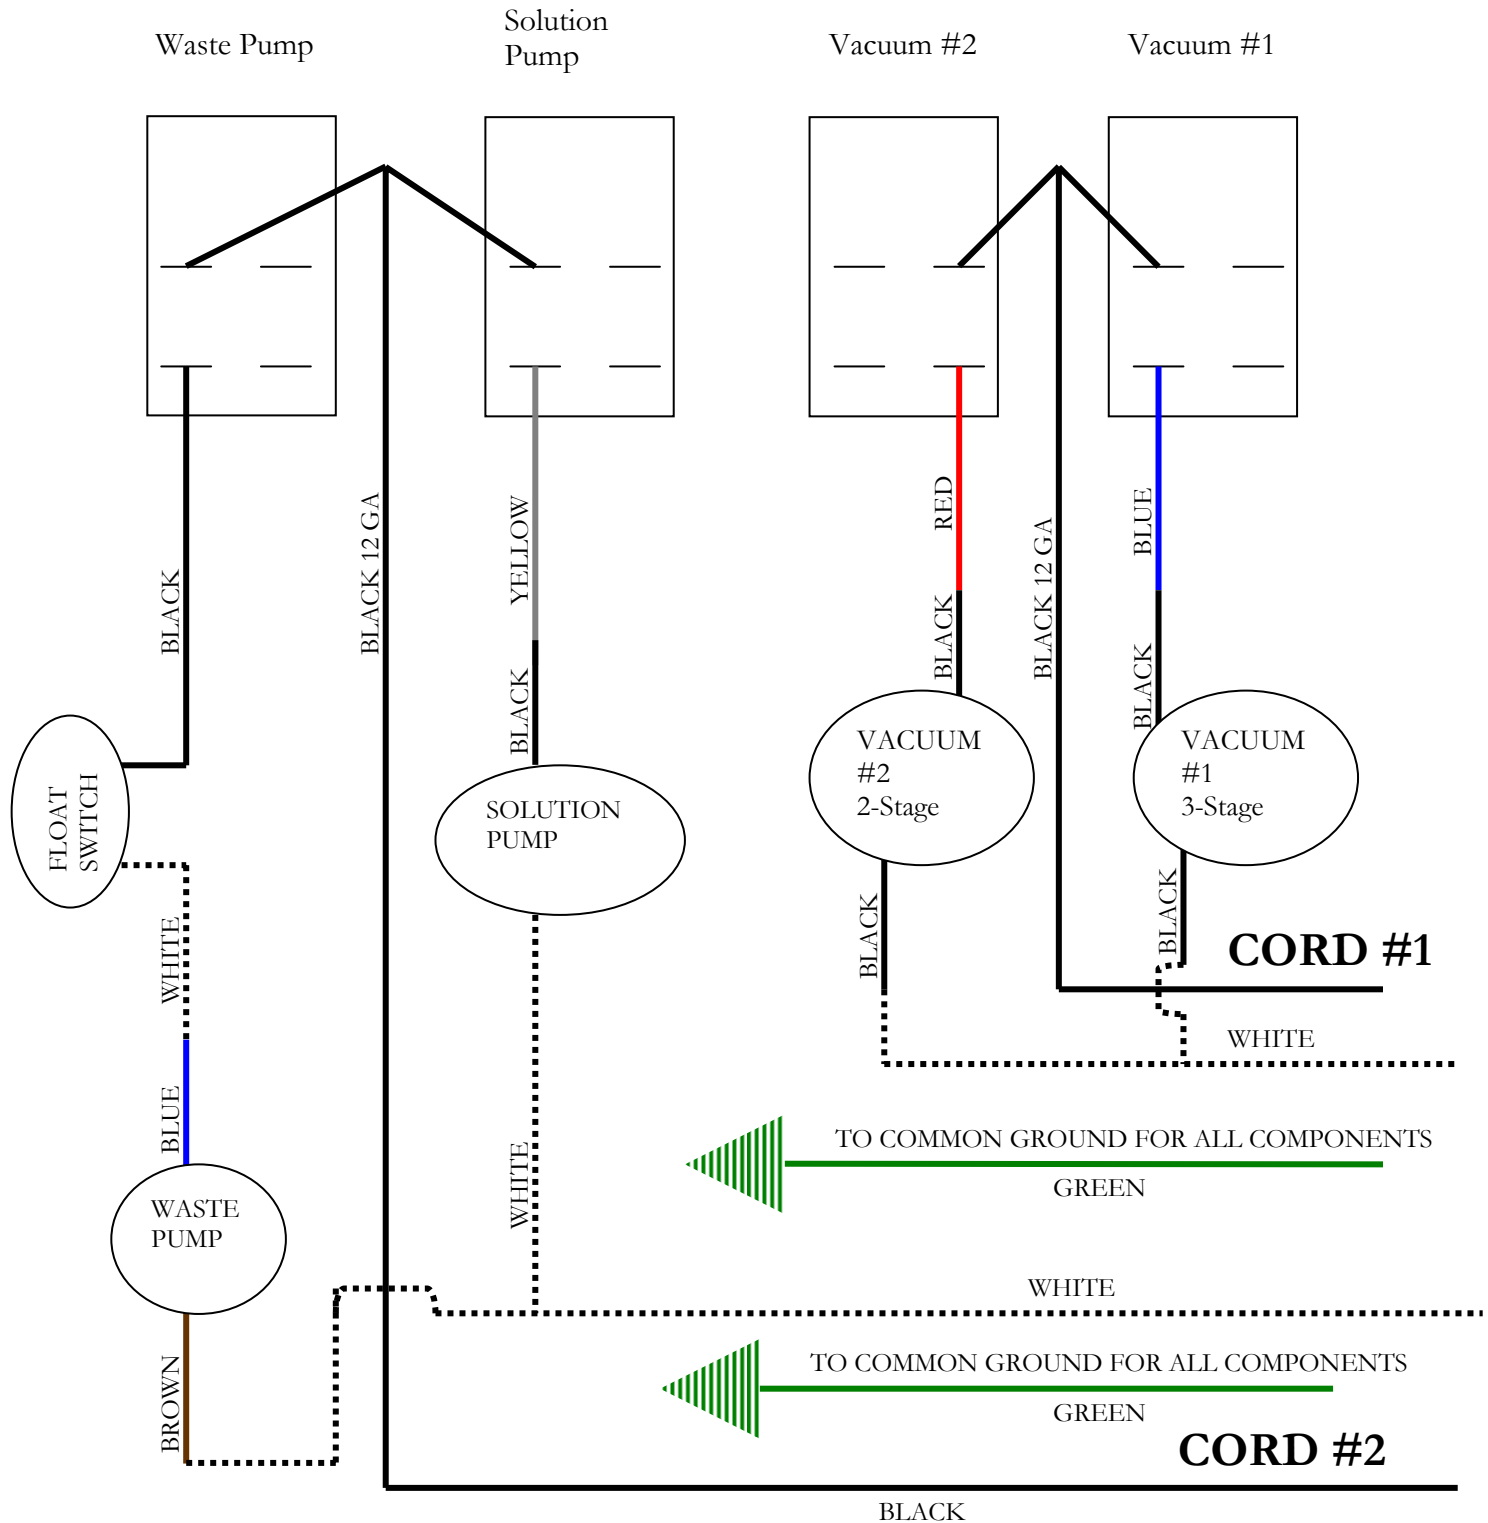 Waste Pump
Solution
Pump
Vacuum #2
Vacuum #1
BLACK
BLACK 12 GA
YELLOW
BLACK
RED
BLACK
BLACK 12 GA
BLUE
BLACK
FLOAT
SWITCH
SOLUTION
PUMP
VACUUM
#2
2-Stage
VACUUM
#1
3-Stage
WHITE
BLACK
BLACK
CORD #1
WHITE
BLUE
WHITE
TO COMMON GROUND FOR ALL COMPONENTS
GREEN
WASTE
PUMP
WHITE
BROWN
TO COMMON GROUND FOR ALL COMPONENTS
GREEN
CORD #2
BLACK